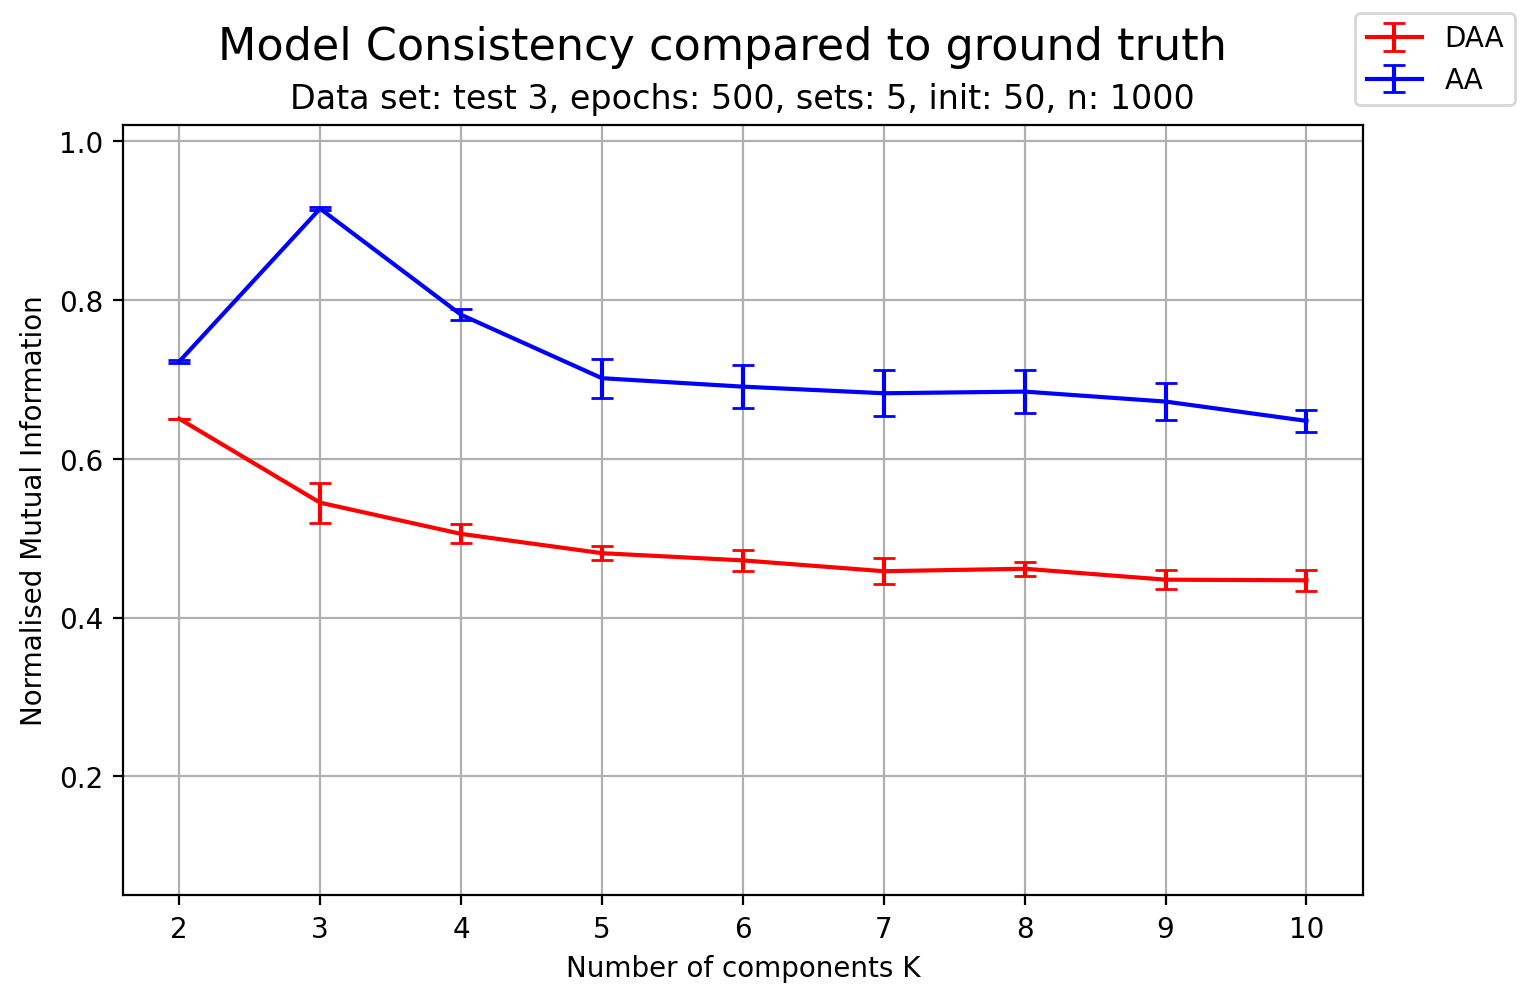 Model Consistency compared to ground truth
Data set: test 3, epochs: 500, sets: 5, init: 50, n: 1000
DAA
AA
Normalised Mutual Information
1.0
0.8
0.6
0.4
0.2
2 3 4 5 6 7 8 9 10
Number of components K